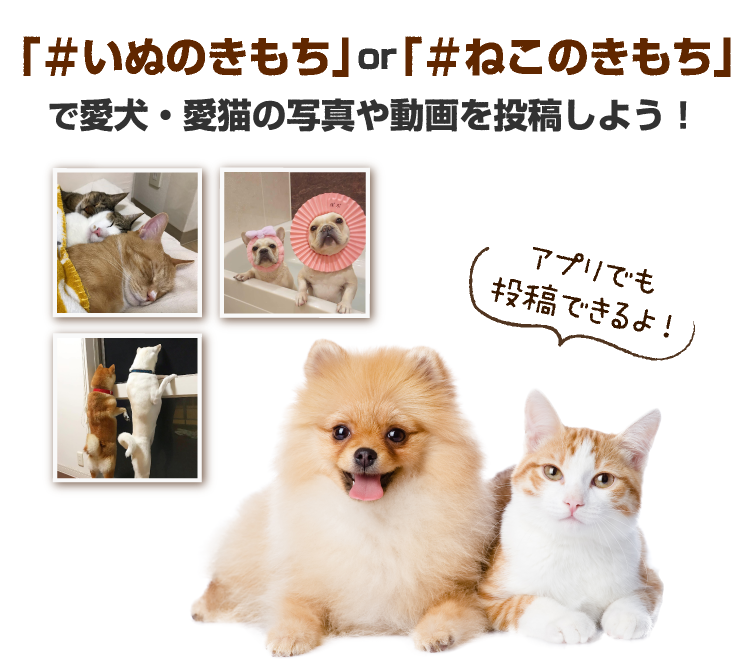 「#いぬのきもち」or「#ねこのきもち」
で愛犬・愛猫の写真や動画を投稿しよう！
アプリでも
投稿できるよ！